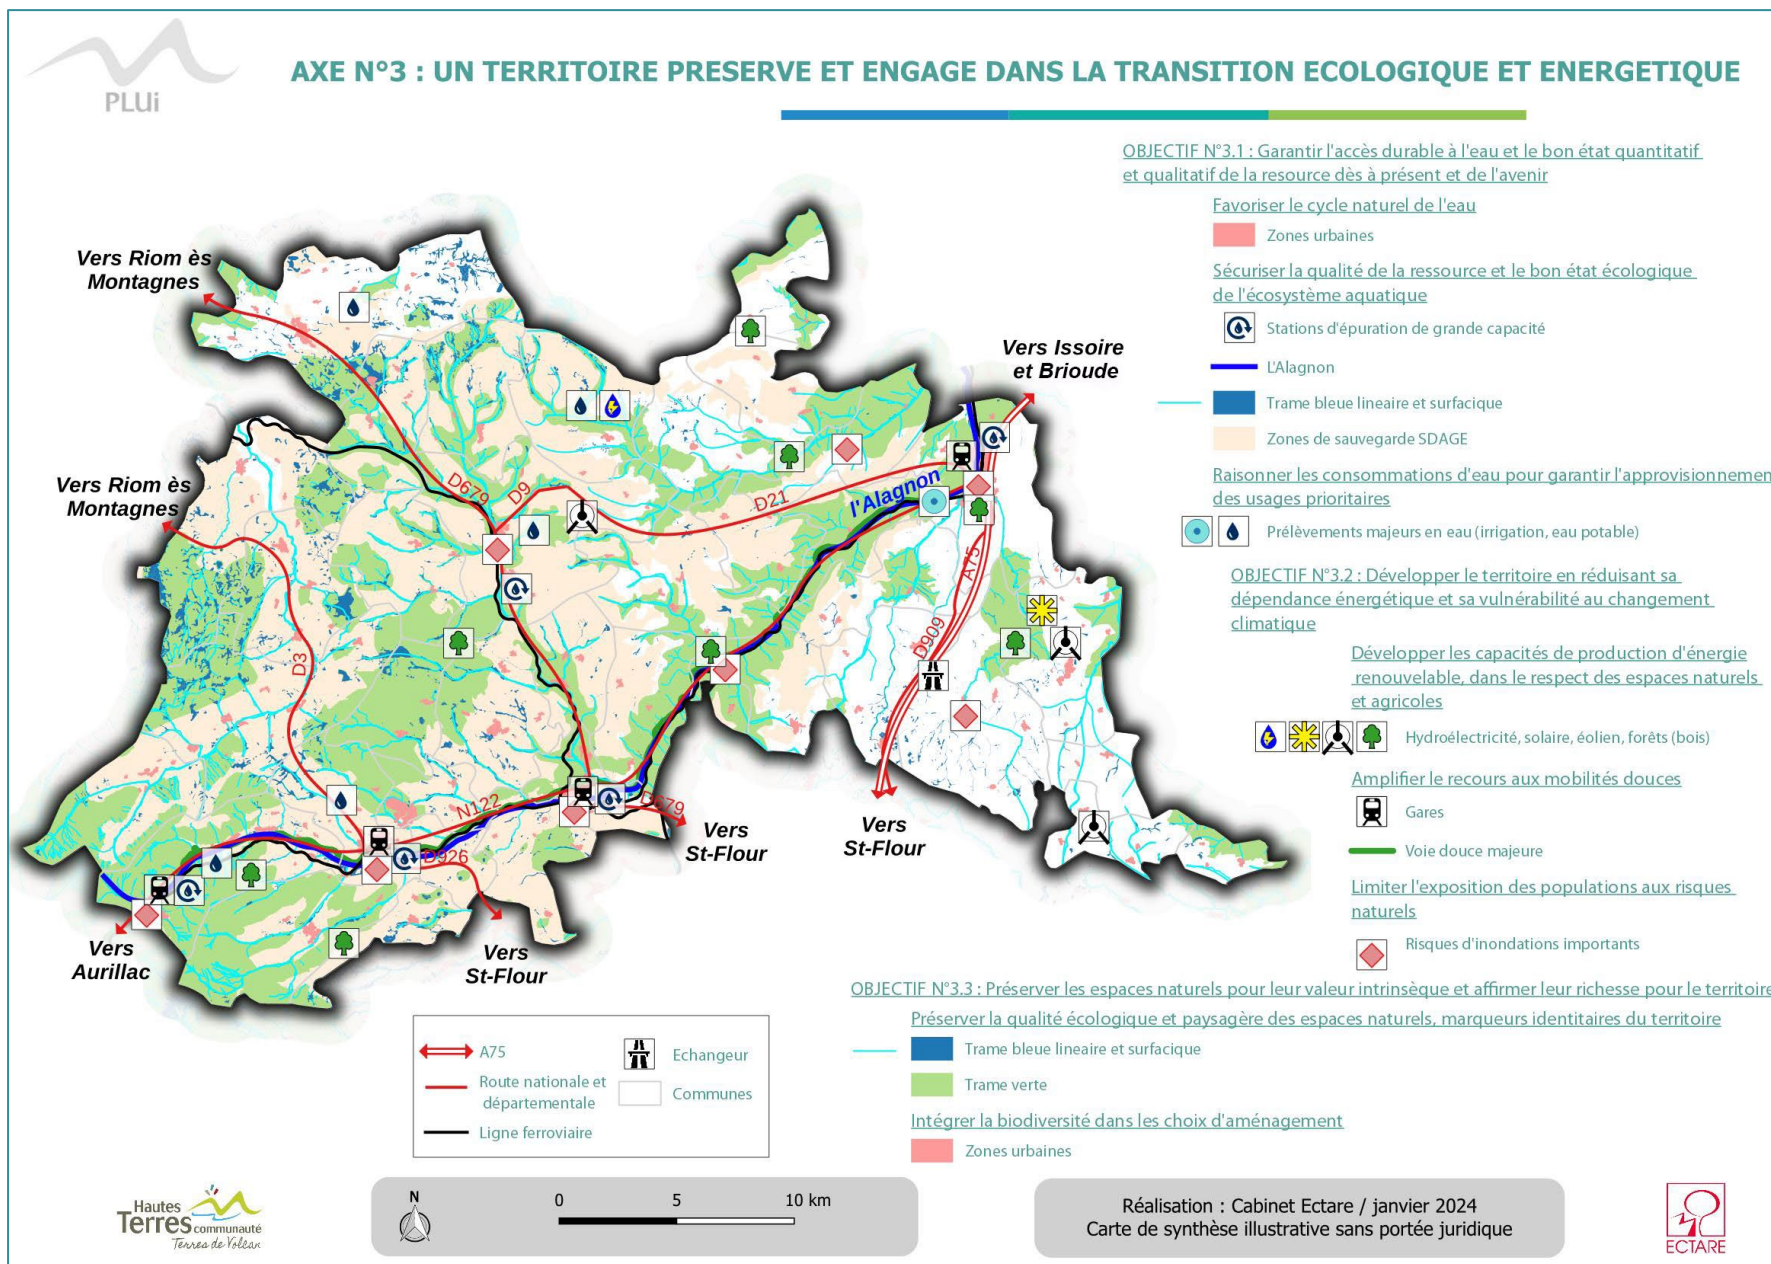 PLUi
AXE N°3 : UN TERRITOIRE PRESERVE ET ENGAGE DANS LA TRANSITION ECOLOGIQUE ET ENERGETIQUE
OBJECTIF N°3.1 : Garantir l'accès durable à l'eau et le bon état quantitatif
et qualitatif de la resource dès à présent et de l'avenir
Favoriser le cycle naturel de l'eau
Zones urbaines
Sécuriser la qualité de la ressource et le bon état écologique
de l'écosystème aquatique
Stations d'épuration de grande capacité
L'Alagnon
Trame bleue lineaire et surfacique
Zones de sauvegarde SDAGE
Raisonner les consommations d'eau pour garantir l'approvisionnemen
des usages prioritaires
Prélèvements majeurs en eau (irrigation, eau potable)
OBJECTIF N°3.2 : Développer le territoire en réduisant sa
dépendance énergétique et sa vulnérabilité au changement
climatique
Développer les capacités de production d'énergie
renouvelable, dans le respect des espaces naturels
et agricoles
Hydroélectricité, solaire, éolien, forêts (bois)
Amplifier le recours aux mobilités douces
Gares
Voie douce majeure
Limiter l'exposition des populations aux risques
naturels
Risques d'inondations importants
OBJECTIF N°3.3 : Préserver les espaces naturels pour leur valeur intrinsèque et affirmer leur richesse pour le territoire
Préserver la qualité écologique et paysagère des espaces naturels, marqueurs identitaires du territoire
Trame bleue lineaire et surfacique
Trame verte
Intégrer la biodiversité dans les choix d'aménagement
Zones urbaines
Vers Riom ès
Montagnes
Vers Issoire
et Brioude
Vers Riom ès
Montagnes
D679
D9
D21
l'Alagnon
A75
D909
D3
N122
D679
D926
Vers
St-Flour
Vers
St-Flour
Vers
Aurillac
Vers
St-Flour
A75
Route nationale et
départementale
Ligne ferroviaire
Echangeur
Communes
Hautes
Terres communauté
Terres de Volcan
N
0 5 10 km
Réalisation : Cabinet Ectare / janvier 2024
Carte de synthèse illustrative sans portée juridique
ECTARE